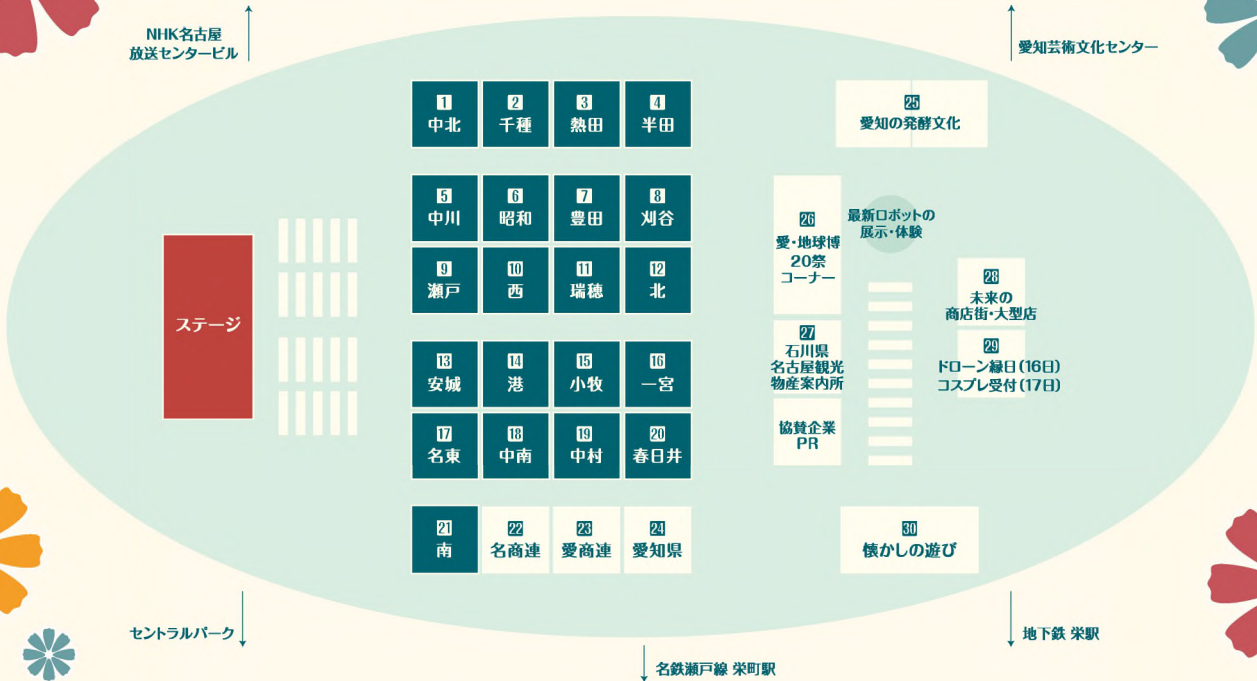 NHK名古屋
放送センタービル
愛知芸術文化センター
1
中北
2
千種
3
熱田
4
半田
25
愛知の発酵文化
5
中川
6
昭和
7
豊田
8
刈谷
9
瀬戸
10
西
11
瑞穂
12
北
26
愛・地球博
20祭
コーナー
最新ロボットの
展示・体験
ステージ
28
未来の
商店街・大型店
27
石川県
名古屋観光
物産案内所
29
ドローン縁日(16日)
コスプレ受付(17日)
13
安城
14
港
15
小牧
16
一宮
17
名東
18
中南
19
中村
20
春日井
協賛企業
PR
21
南
22
名商連
23
愛商連
24
愛知県
30
懐かしの遊び
セントラルパーク
地下鉄 栄駅
名鉄瀬戸線 栄町駅